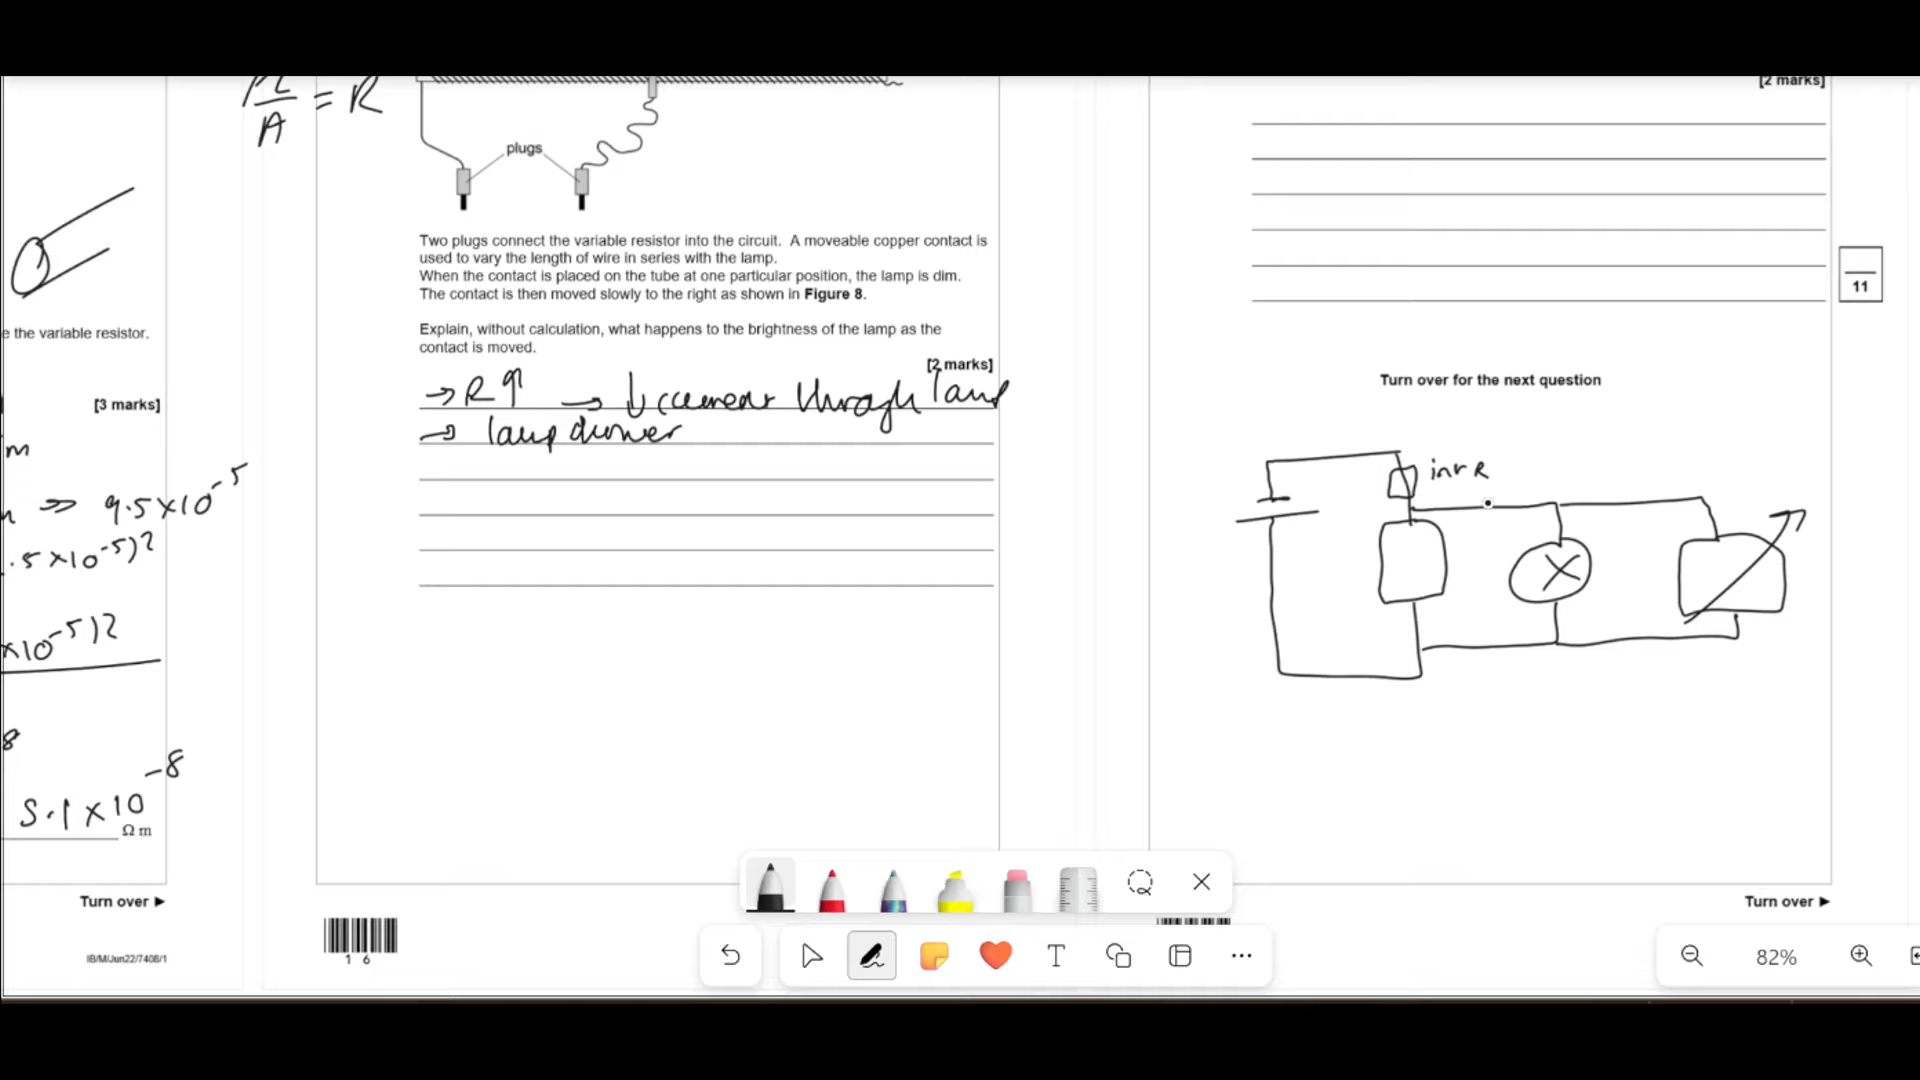 = R
A
e the variable resistor.
[3 marks]
m
⇒ 9.5×10⁻⁵
.5×10⁻⁵)²
×10⁻⁵)²
8
5.1 × 10⁻⁸
Ω m
Turn over ►
IB/M/Jun22/7408/1
plugs
Two plugs connect the variable resistor into the circuit. A moveable copper contact is
used to vary the length of wire in series with the lamp.
When the contact is placed on the tube at one particular position, the lamp is dim.
The contact is then moved slowly to the right as shown in Figure 8.
Explain, without calculation, what happens to the brightness of the lamp as the
contact is moved.
[2 marks]
→ R ↑ → ↓ current through lamp
→ lamp dimmer
1 6
[2 marks]
11
Turn over for the next question
int R
Turn over ►
T
82%